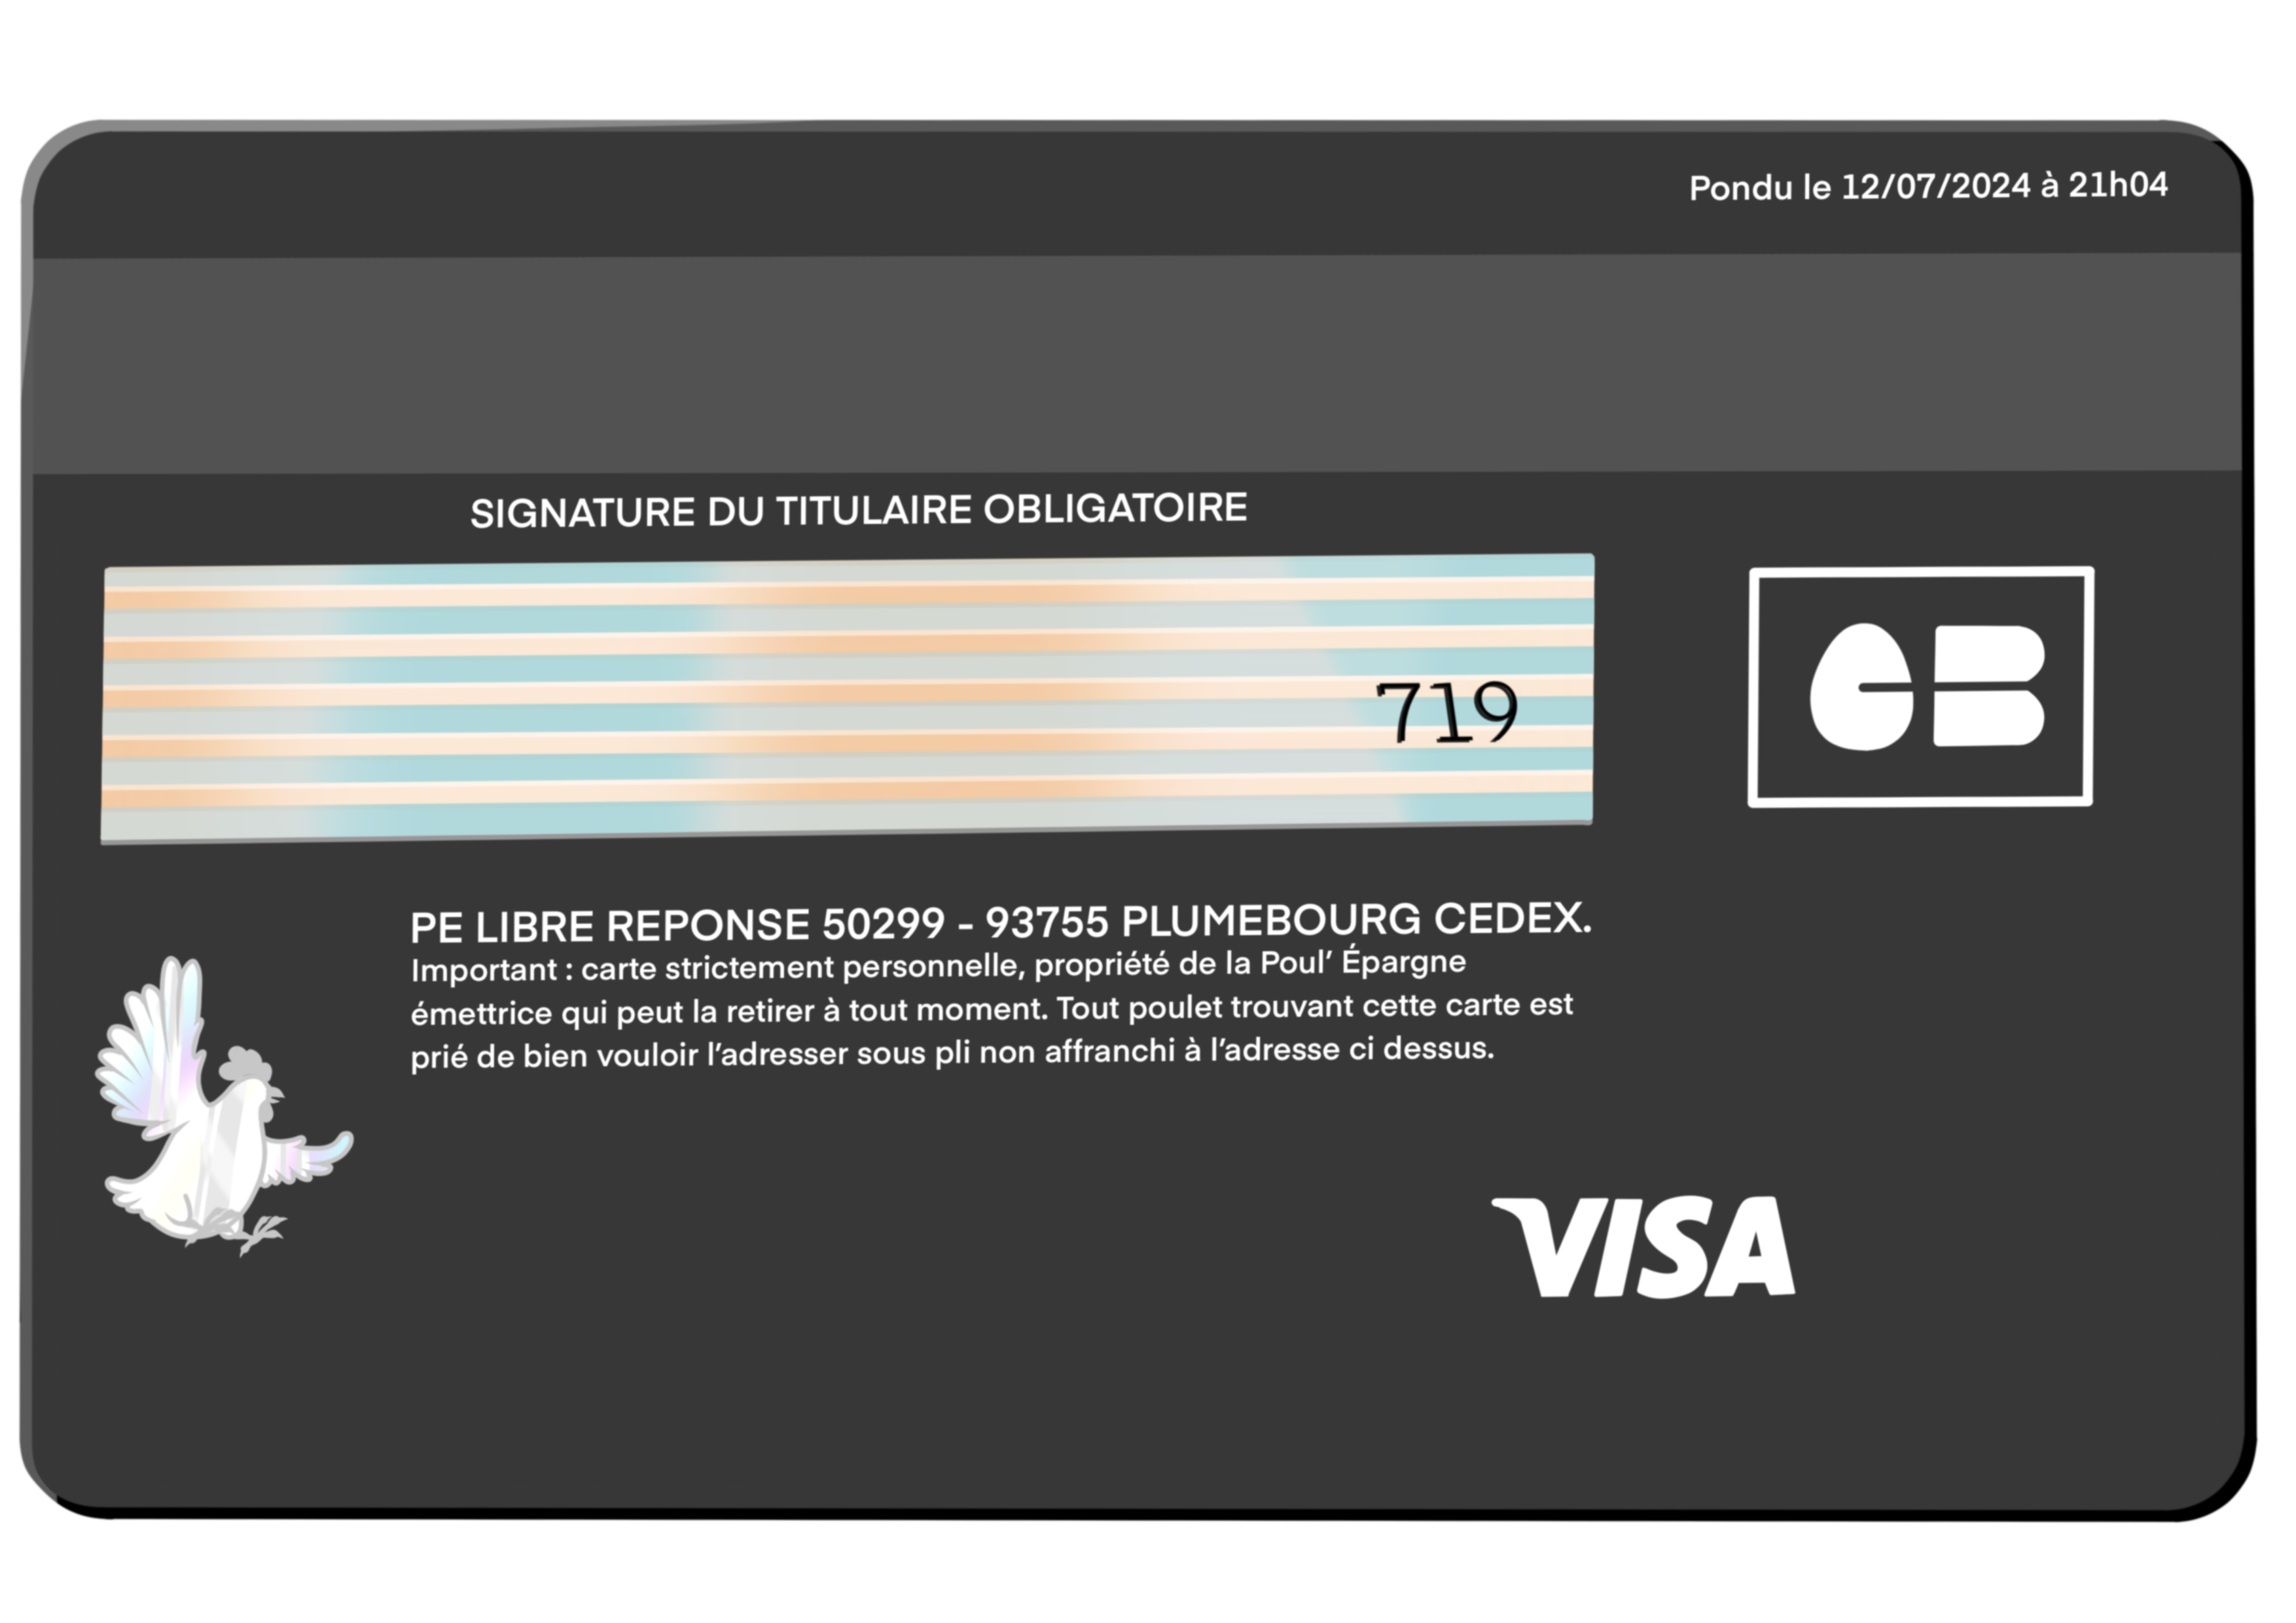 Pondu le 12/07/2024 à 21h04
SIGNATURE DU TITULAIRE OBLIGATOIRE
719
CB
PE LIBRE REPONSE 50299 - 93755 PLUMEBOURG CEDEX.
Important : carte strictement personnelle, propriété de la Poul’ Épargne
émettrice qui peut la retirer à tout moment. Tout poulet trouvant cette carte est
prié de bien vouloir l’adresser sous pli non affranchi à l’adresse ci dessus.
VISA